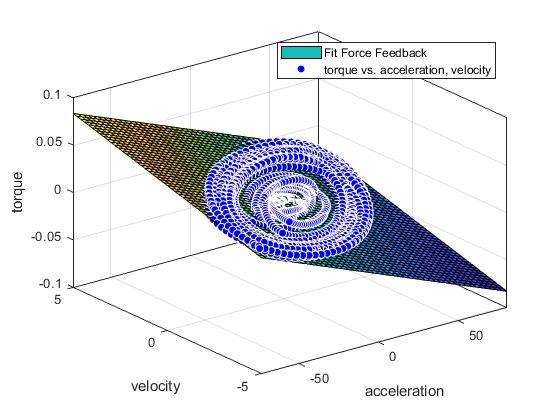 Fit Force Feedback
torque vs. acceleration, velocity
0.1
0.05
0
-0.05
-0.1
torque
5
0
-5
velocity
-50
0
50
acceleration